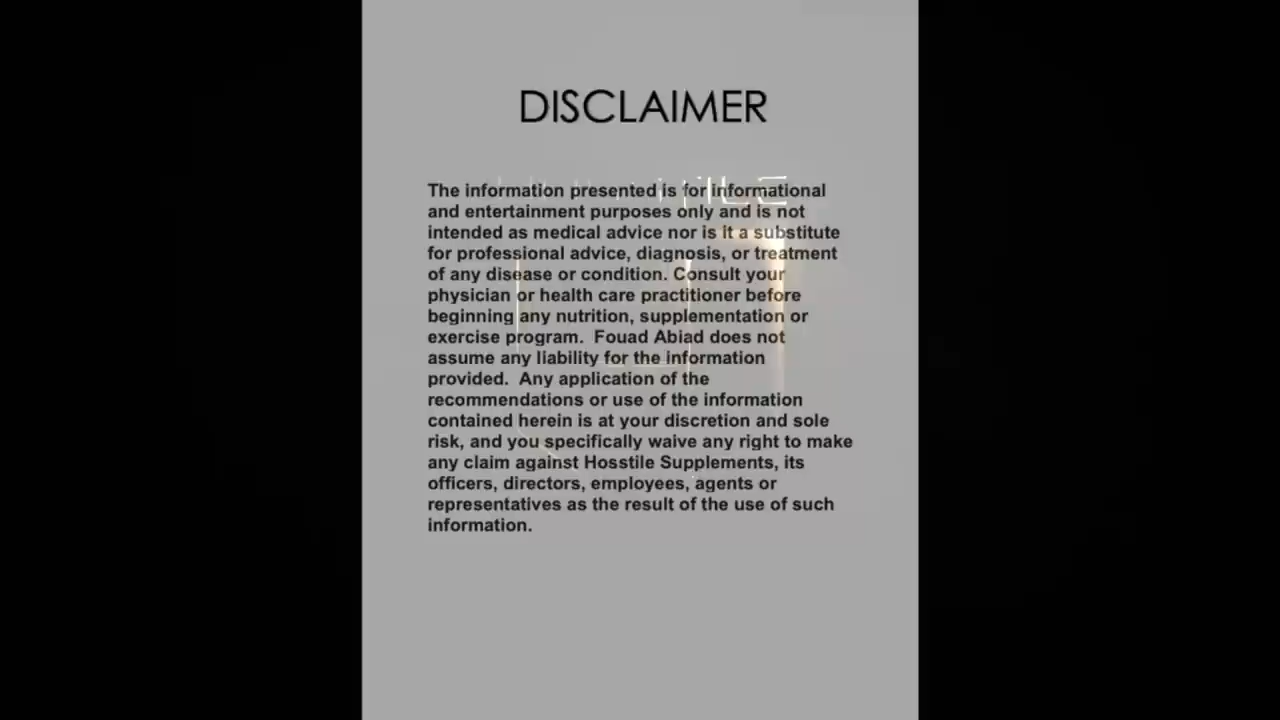 DISCLAIMER
The information presented is for informational
and entertainment purposes only and is not
intended as medical advice nor is it a substitute
for professional advice, diagnosis, or treatment
of any disease or condition. Consult your
physician or health care practitioner before
beginning any nutrition, supplementation or
exercise program.  Fouad Abiad does not
assume any liability for the information
provided.  Any application of the
recommendations or use of the information
contained herein is at your discretion and sole
risk, and you specifically waive any right to make
any claim against Hosstile Supplements, its
officers, directors, employees, agents or
representatives as the result of the use of such
information.